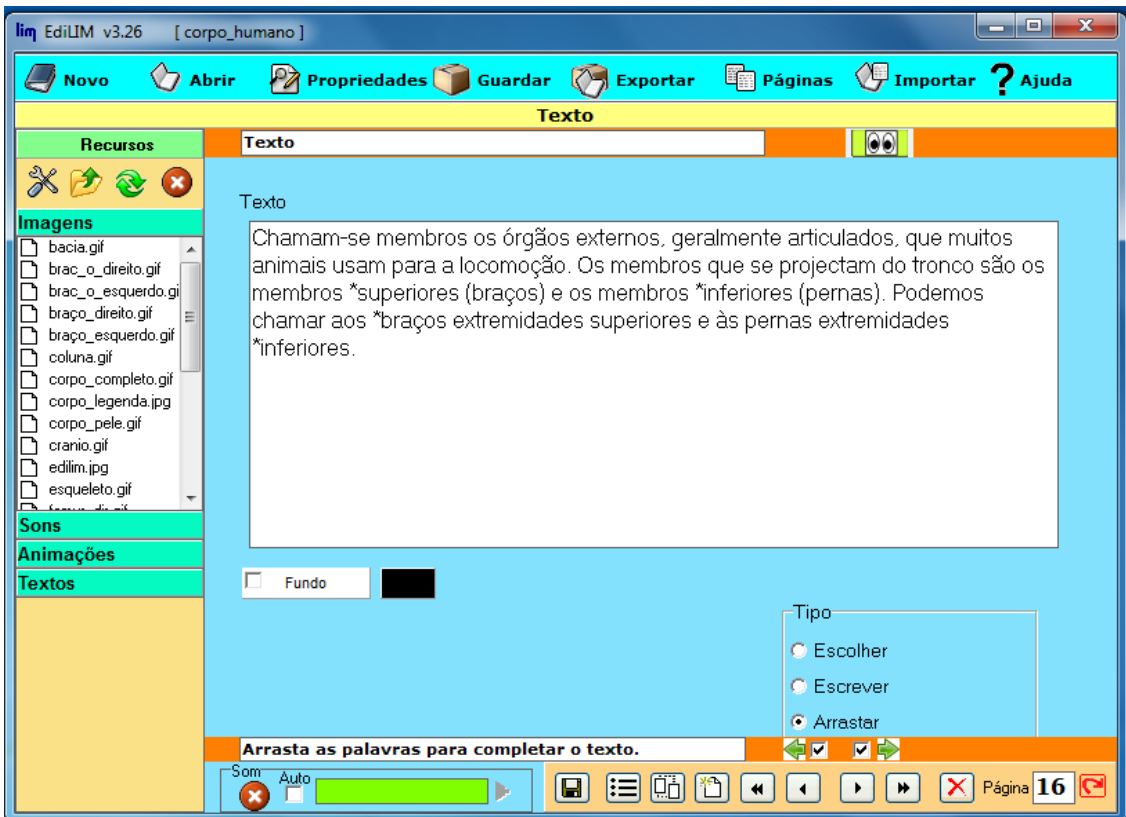 lim EdiLIM v3.26 [ corpo_humano ]
Novo Abrir Propriedades Guardar Exportar Páginas Importar ? Ajuda
Texto
Recursos
Texto
Imagens
bacia.gif
brac_o_direito.gif
brac_o_esquerdo.gi
braço_direito.gif
braço_esquerdo.gif
coluna.gif
corpo_completo.gif
corpo_legenda.jpg
corpo_pele.gif
cranio.gif
edilim.jpg
esqueleto.gif
Sons
Animações
Textos
Texto
Chamam-se membros os órgãos externos, geralmente articulados, que muitos
animais usam para a locomoção. Os membros que se projectam do tronco são os
membros *superiores (braços) e os membros *inferiores (pernas). Podemos
chamar aos *braços extremidades superiores e às pernas extremidades
*inferiores.
Fundo
Tipo
Escolher
Escrever
Arrastar
Arrasta as palavras para completar o texto.
Som Auto
Página 16